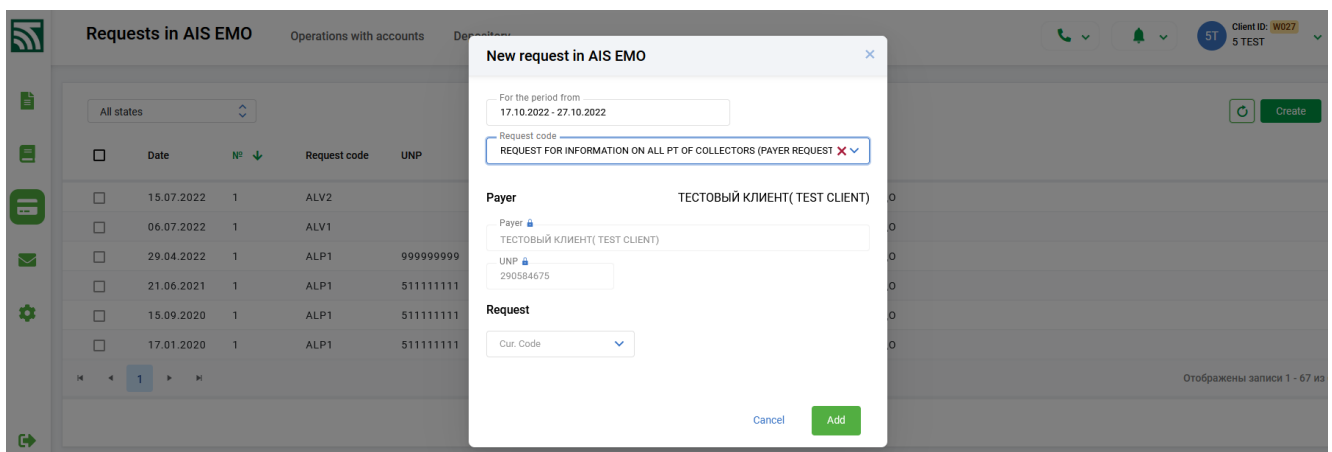 Requests in AIS EMO
Operations with accounts
Client ID: W027
5T
5 TEST
New request in AIS EMO
For the period from
17.10.2022 - 27.10.2022
All states
Create
Request code
REQUEST FOR INFORMATION ON ALL PT OF COLLECTORS (PAYER REQUEST
Date Nº Request code UNP
Payer ТЕСТОВЫЙ КЛИЕНТ( TEST CLIENT)
15.07.2022 1 ALV2
06.07.2022 1 ALV1
29.04.2022 1 ALP1 999999999
21.06.2021 1 ALP1 511111111
15.09.2020 1 ALP1 511111111
17.01.2020 1 ALP1 511111111
Payer
ТЕСТОВЫЙ КЛИЕНТ( TEST CLIENT)
UNP
290584675
Request
Cur. Code
1
Отображены записи 1 - 67 из
Cancel
Add